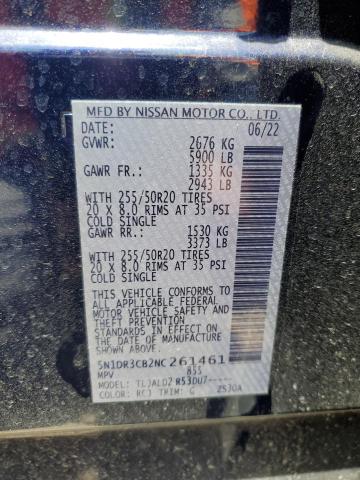 MFD BY NISSAN MOTOR CO., LTD.
DATE: 06/22
GVWR: 2676 KG
5900 LB
GAWR FR.: 1335 KG
2943 LB
WITH 255/50R20 TIRES
20 X 8.0 RIMS AT 35 PSI
COLD SINGLE
GAWR RR.: 1530 KG
3373 LB
WITH 255/50R20 TIRES
20 X 8.0 RIMS AT 35 PSI
COLD SINGLE
THIS VEHICLE CONFORMS TO
ALL APPLICABLE FEDERAL
MOTOR VEHICLE SAFETY
AND THEFT PREVENTION
STANDARDS IN EFFECT ON
THE DATE OF MANUFACTURE
SHOWN ABOVE.
5N1DR3CB2NC261461
MPV 855
COLOR: TRIM: G